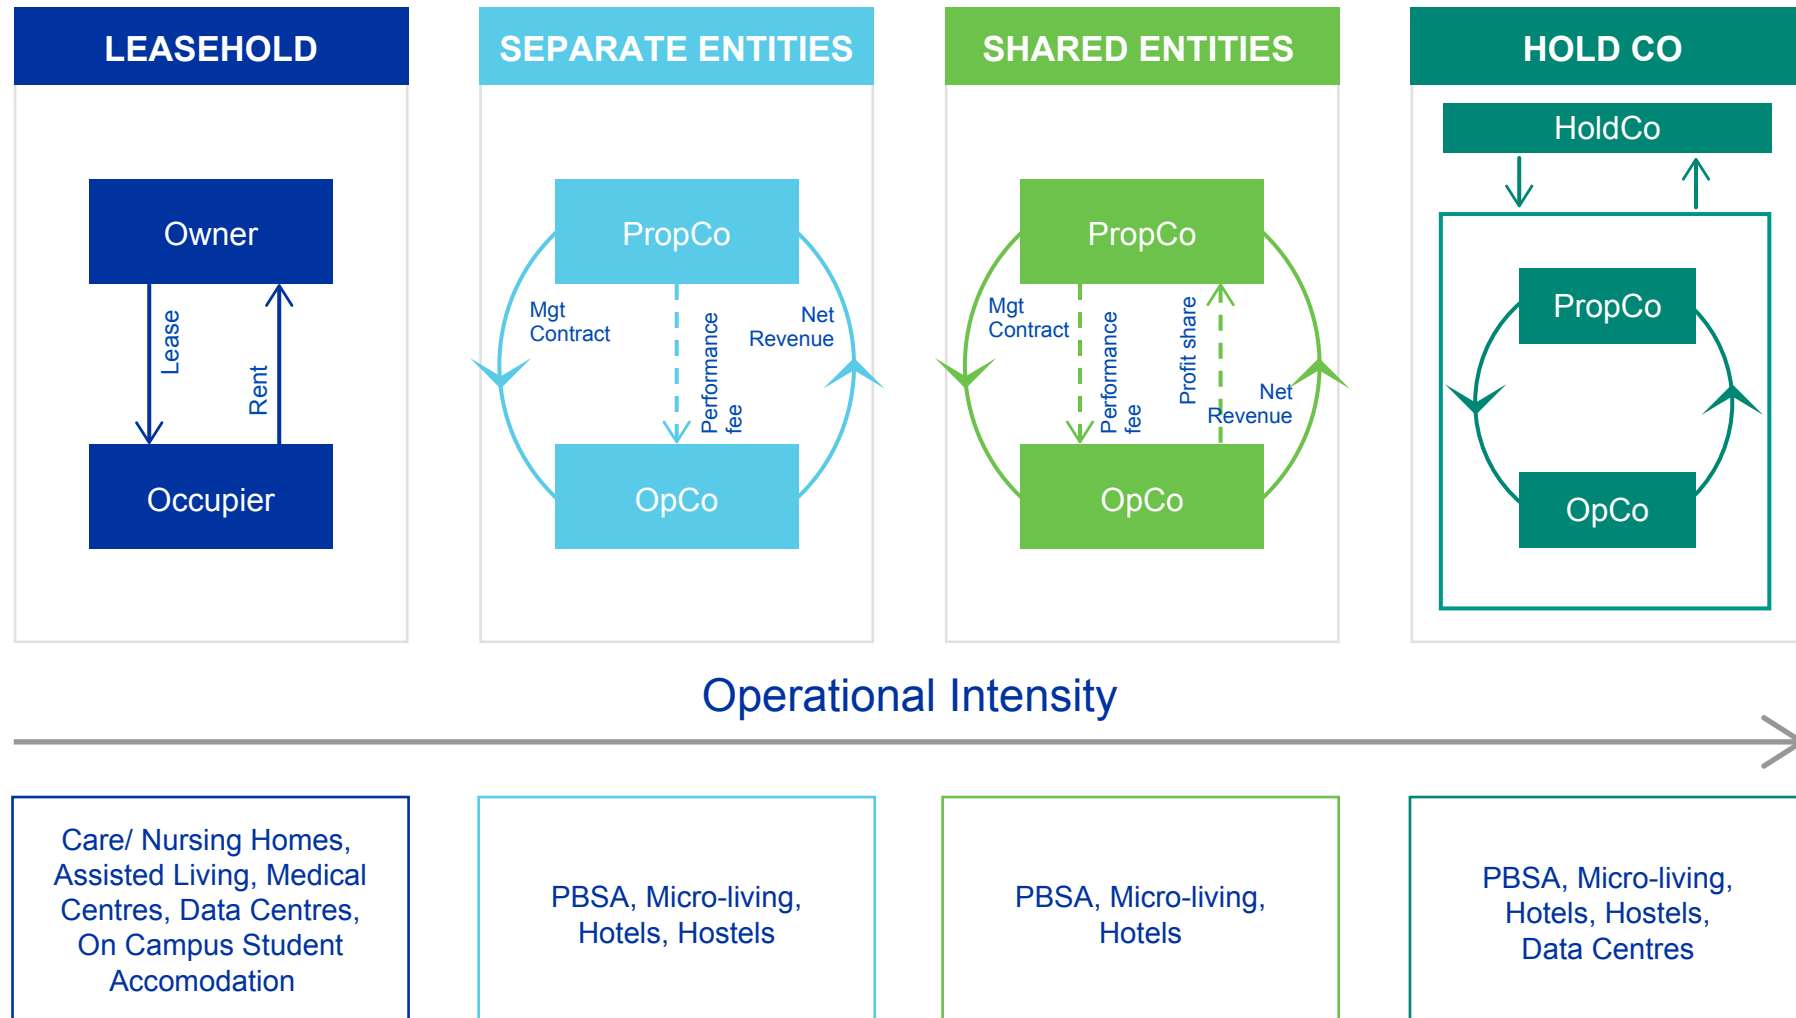 LEASEHOLD
Owner
Lease
Rent
Occupier
SEPARATE ENTITIES
PropCo
Mgt
Contract
Performance
fee
Net
Revenue
OpCo
SHARED ENTITIES
PropCo
Mgt
Contract
Performance
fee
Profit share
Net
Revenue
OpCo
HOLD CO
HoldCo
PropCo
OpCo
Operational Intensity
Care/ Nursing Homes,
Assisted Living, Medical
Centres, Data Centres,
On Campus Student
Accomodation
PBSA, Micro-living,
Hotels, Hostels
PBSA, Micro-living,
Hotels
PBSA, Micro-living,
Hotels, Hostels,
Data Centres